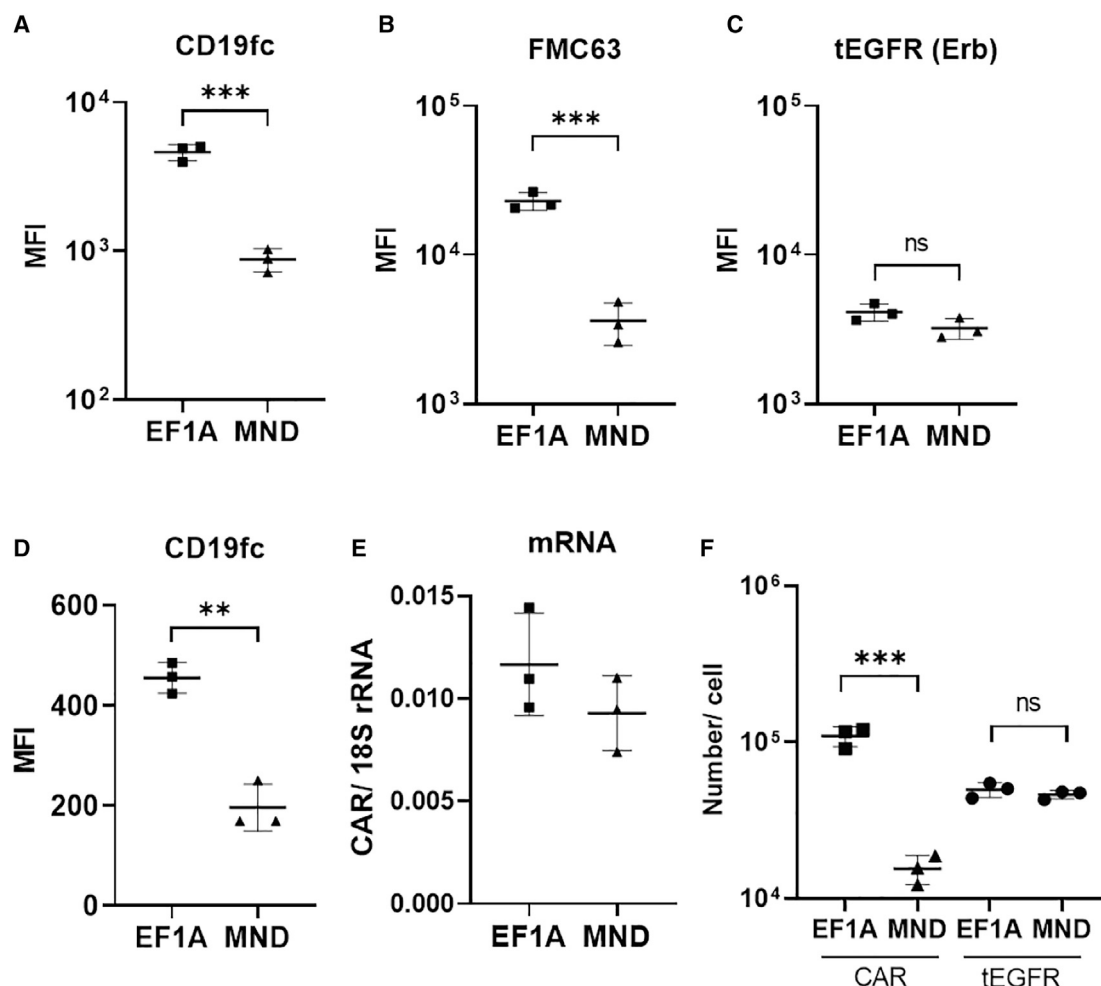 A
CD19fc
***
10^4
10^3
10^2
MFI
EF1A MND
B
FMC63
***
10^5
10^4
10^3
MFI
EF1A MND
C
tEGFR (Erb)
ns
10^5
10^4
10^3
MFI
EF1A MND
D
CD19fc
**
600
400
200
0
MFI
EF1A MND
E
mRNA
0.015
0.010
0.005
0.000
CAR/ 18S rRNA
EF1A MND
F
***
ns
10^6
10^5
10^4
Number/ cell
EF1A MND EF1A MND
CAR tEGFR